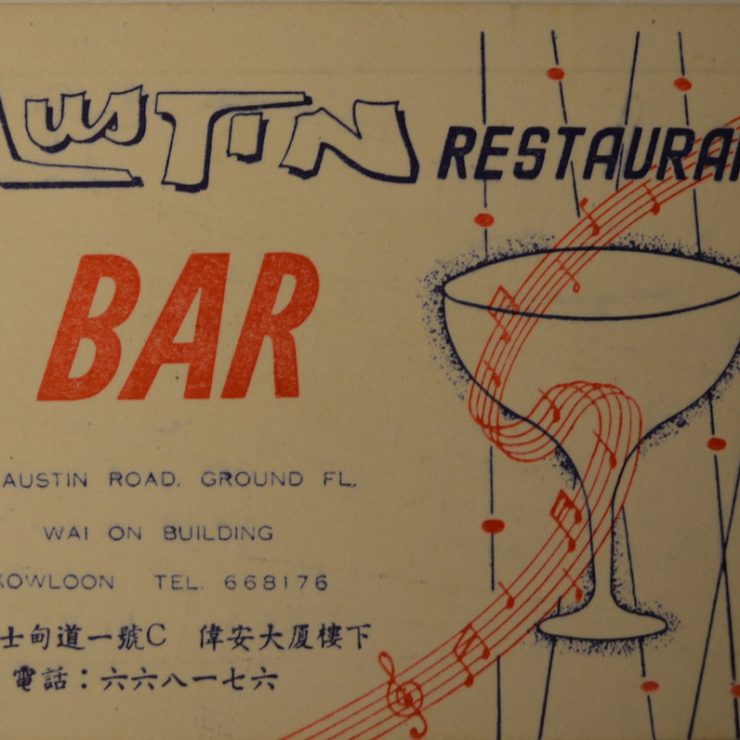 AUSTIN RESTAURAN
BAR
AUSTIN ROAD. GROUND FL.
WAI ON BUILDING
KOWLOON TEL. 668176
士甸道一號C 偉安大厦樓下
電話：六六八一七六